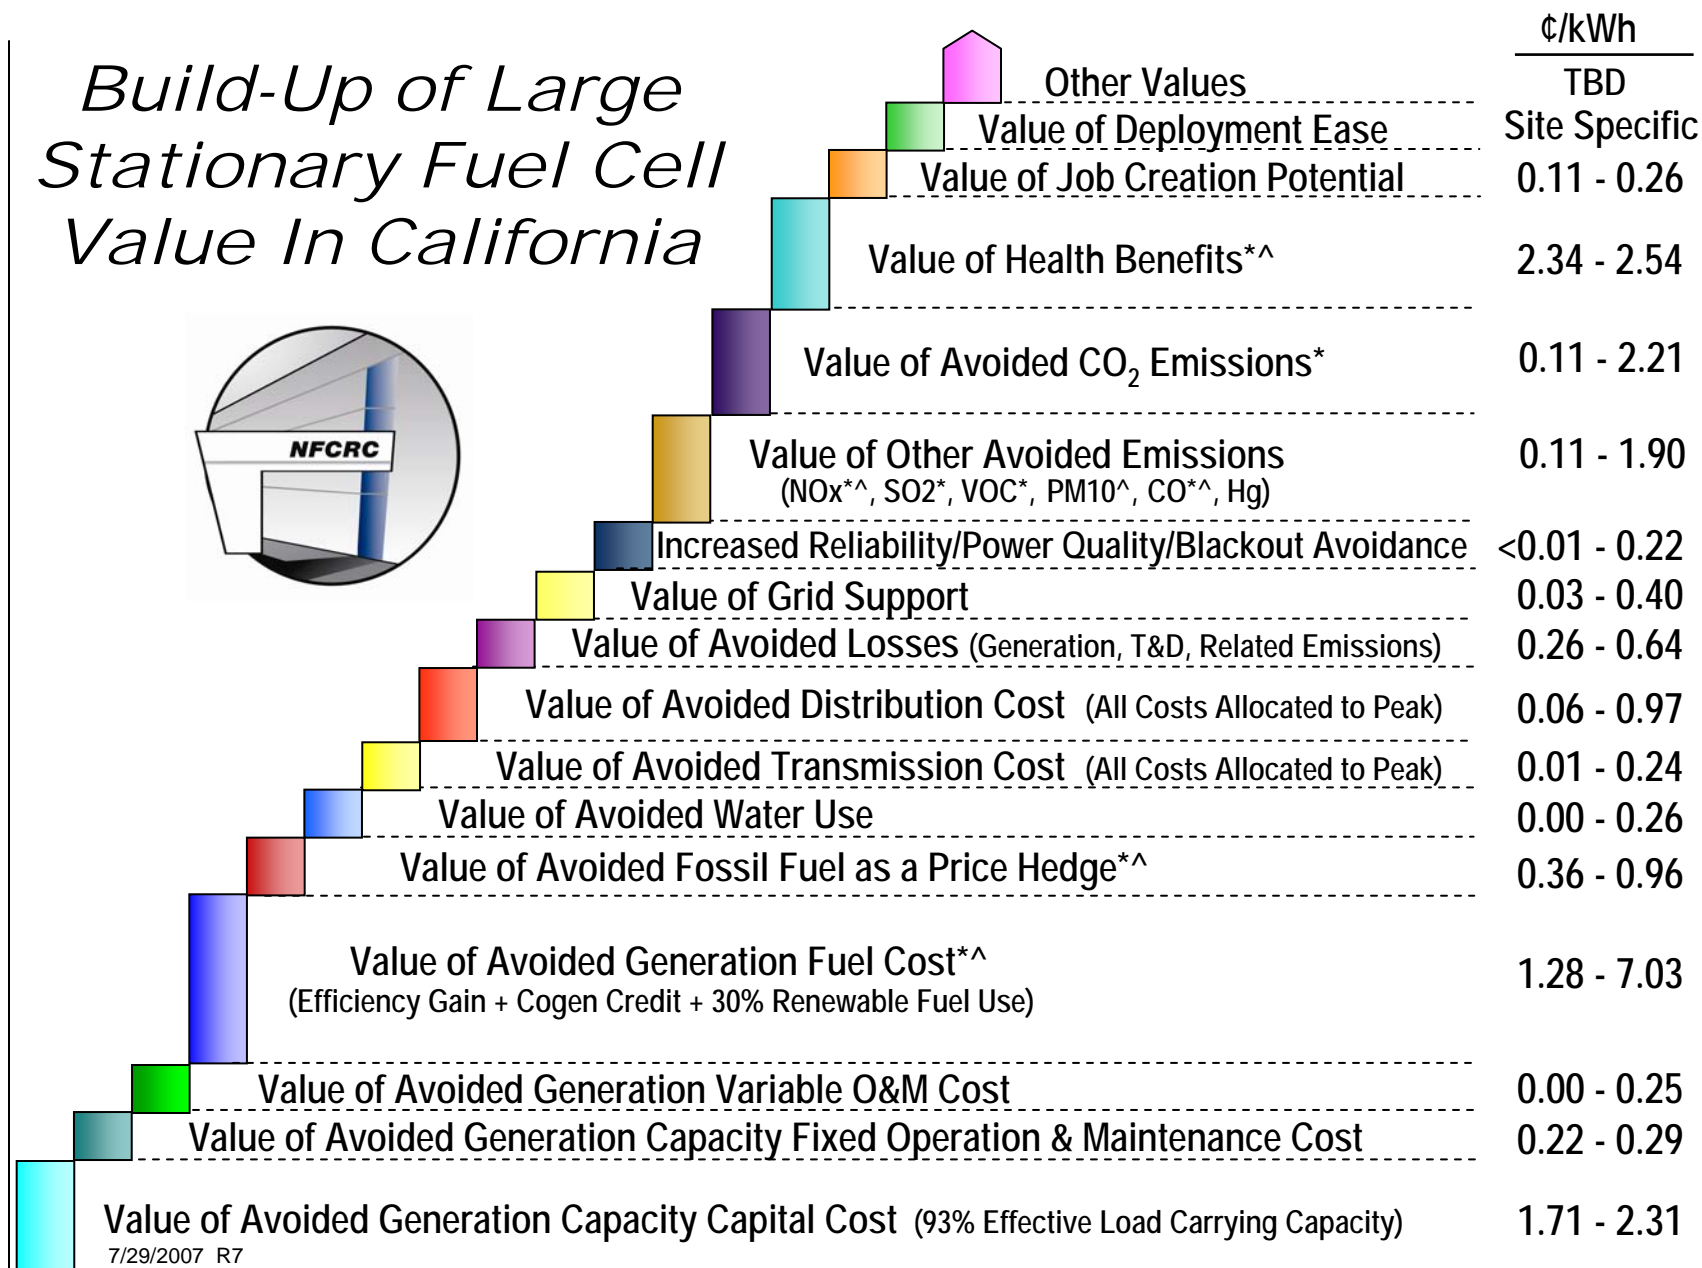 Build-Up of Large
Stationary Fuel Cell
Value In California
NFCRC
¢/kWh
Other Values TBD
Value of Deployment Ease Site Specific
Value of Job Creation Potential 0.11 - 0.26
Value of Health Benefits*^ 2.34 - 2.54
Value of Avoided CO₂ Emissions* 0.11 - 2.21
Value of Other Avoided Emissions 0.11 - 1.90
(NOx*^, SO2*, VOC*, PM10^, CO*^, Hg)
Increased Reliability/Power Quality/Blackout Avoidance <0.01 - 0.22
Value of Grid Support 0.03 - 0.40
Value of Avoided Losses (Generation, T&D, Related Emissions) 0.26 - 0.64
Value of Avoided Distribution Cost (All Costs Allocated to Peak) 0.06 - 0.97
Value of Avoided Transmission Cost (All Costs Allocated to Peak) 0.01 - 0.24
Value of Avoided Water Use 0.00 - 0.26
Value of Avoided Fossil Fuel as a Price Hedge*^ 0.36 - 0.96
Value of Avoided Generation Fuel Cost*^ 1.28 - 7.03
(Efficiency Gain + Cogen Credit + 30% Renewable Fuel Use)
Value of Avoided Generation Variable O&M Cost 0.00 - 0.25
Value of Avoided Generation Capacity Fixed Operation & Maintenance Cost 0.22 - 0.29
Value of Avoided Generation Capacity Capital Cost (93% Effective Load Carrying Capacity) 1.71 - 2.31
7/29/2007 R7